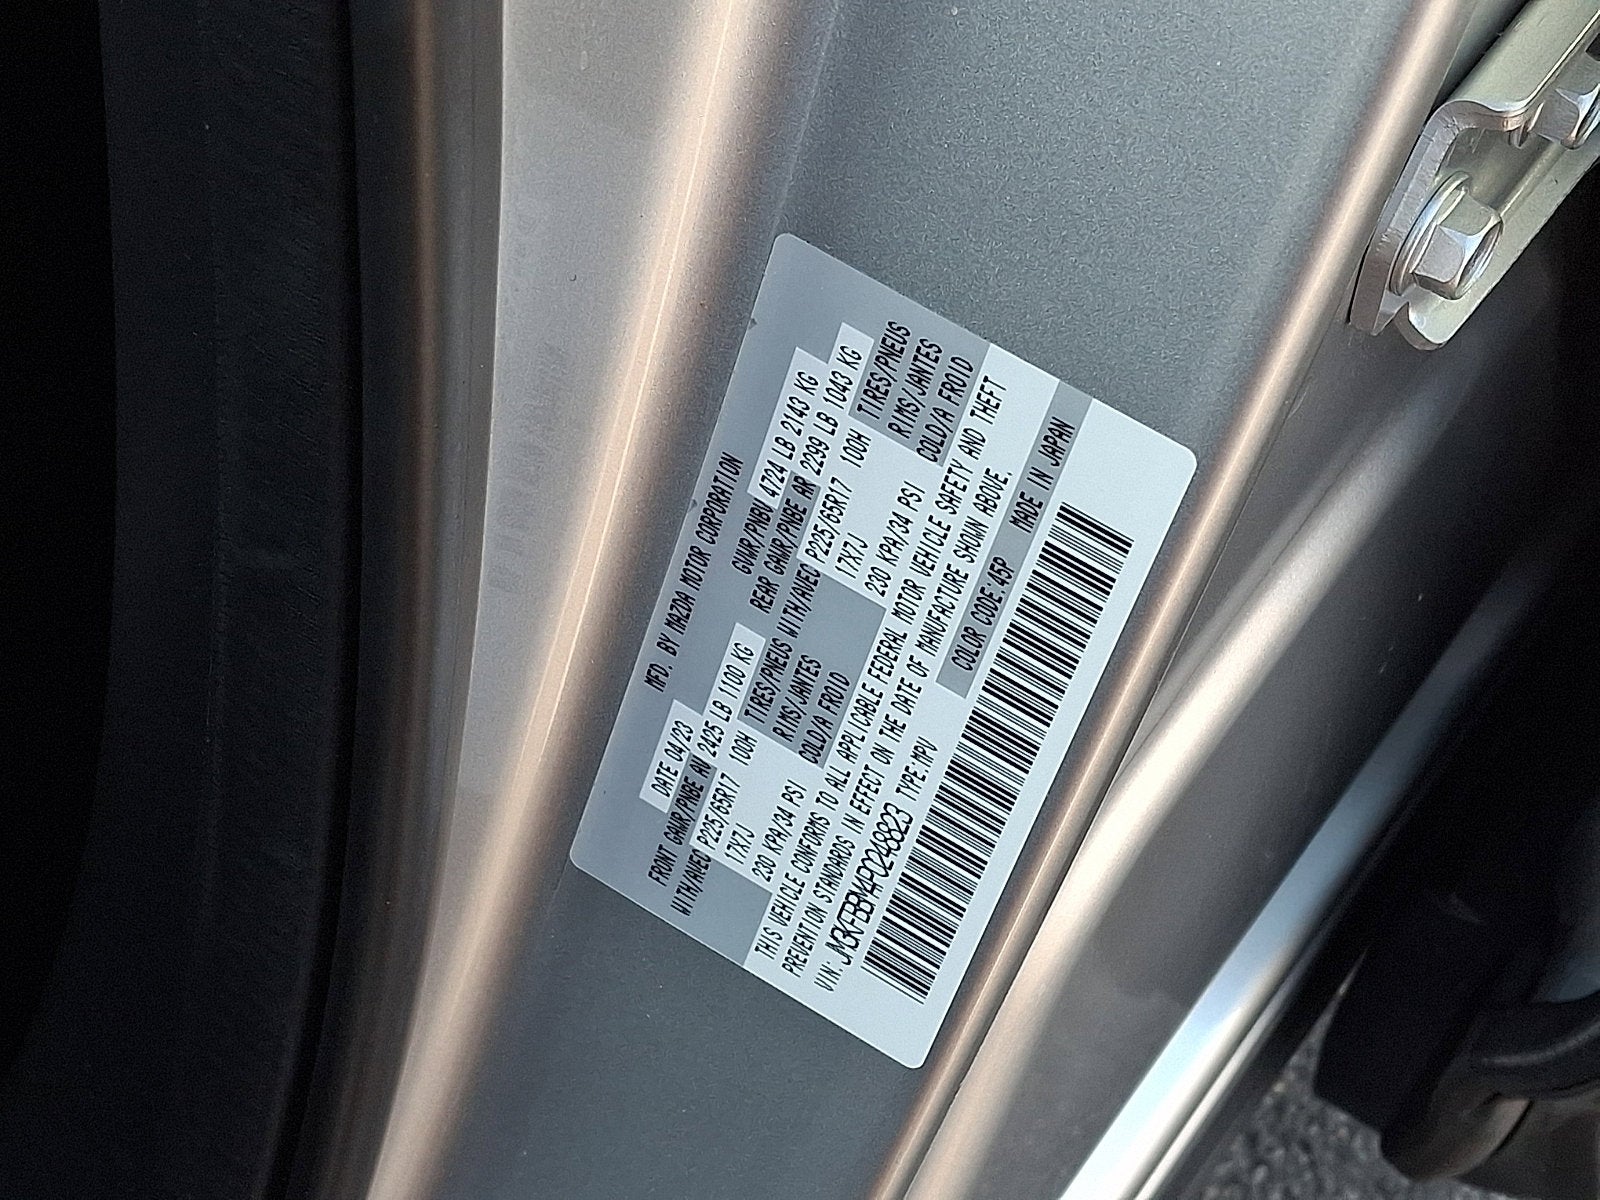 MFD. BY MAZDA MOTOR CORPORATION
DATE 04/23 GVWR/PNBV 4724 LB 2143 KG
FRONT GAWR/PNBE AV 2425 LB 1100 KG REAR GAWR/PNBE AR 2299 LB 1043 KG
WITH/AVEC P225/65R17 100H TIRES/PNEUS WITH/AVEC P225/65R17 100H TIRES/PNEUS
17X7J RIMS/JANTES 17X7J RIMS/JANTES
230 KPA/34 PSI COLD/A FROID 230 KPA/34 PSI COLD/A FROID
THIS VEHICLE CONFORMS TO ALL APPLICABLE FEDERAL MOTOR VEHICLE SAFETY AND THEFT
PREVENTION STANDARDS IN EFFECT ON THE DATE OF MANUFACTURE SHOWN ABOVE.
V.I.N: JM3KFBBM4P0248823 TYPE:MPV COLOR CODE:45P MADE IN JAPAN